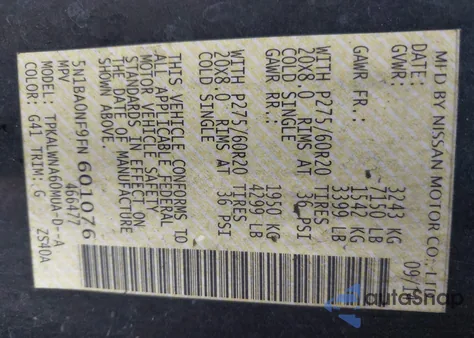 MFD BY NISSAN MOTOR CO., LTD.
DATE: 09/1
GVWR: 3243 KG
7150 LB
GAWR FR.: 1542 KG
3399 LB
WITH P275/60R20 TIRES,
20X8.0 RIMS AT 36 PSI
COLD SINGLE
GAWR RR.: 1950 KG
4299 LB
WITH P275/60R20 TIRES,
20X8.0 RIMS AT 36 PSI
COLD SINGLE
THIS VEHICLE CONFORMS TO
ALL APPLICABLE FEDERAL
MOTOR VEHICLE SAFETY
STANDARDS IN EFFECT ON
THE DATE OF MANUFACTURE
SHOWN ABOVE.
5N1BA0NF9FN 601076
MPV 466477
MODEL: TPKALWNA60MUA-D--A
COLOR: G41 TRIM: G ZS40A
autoSnap